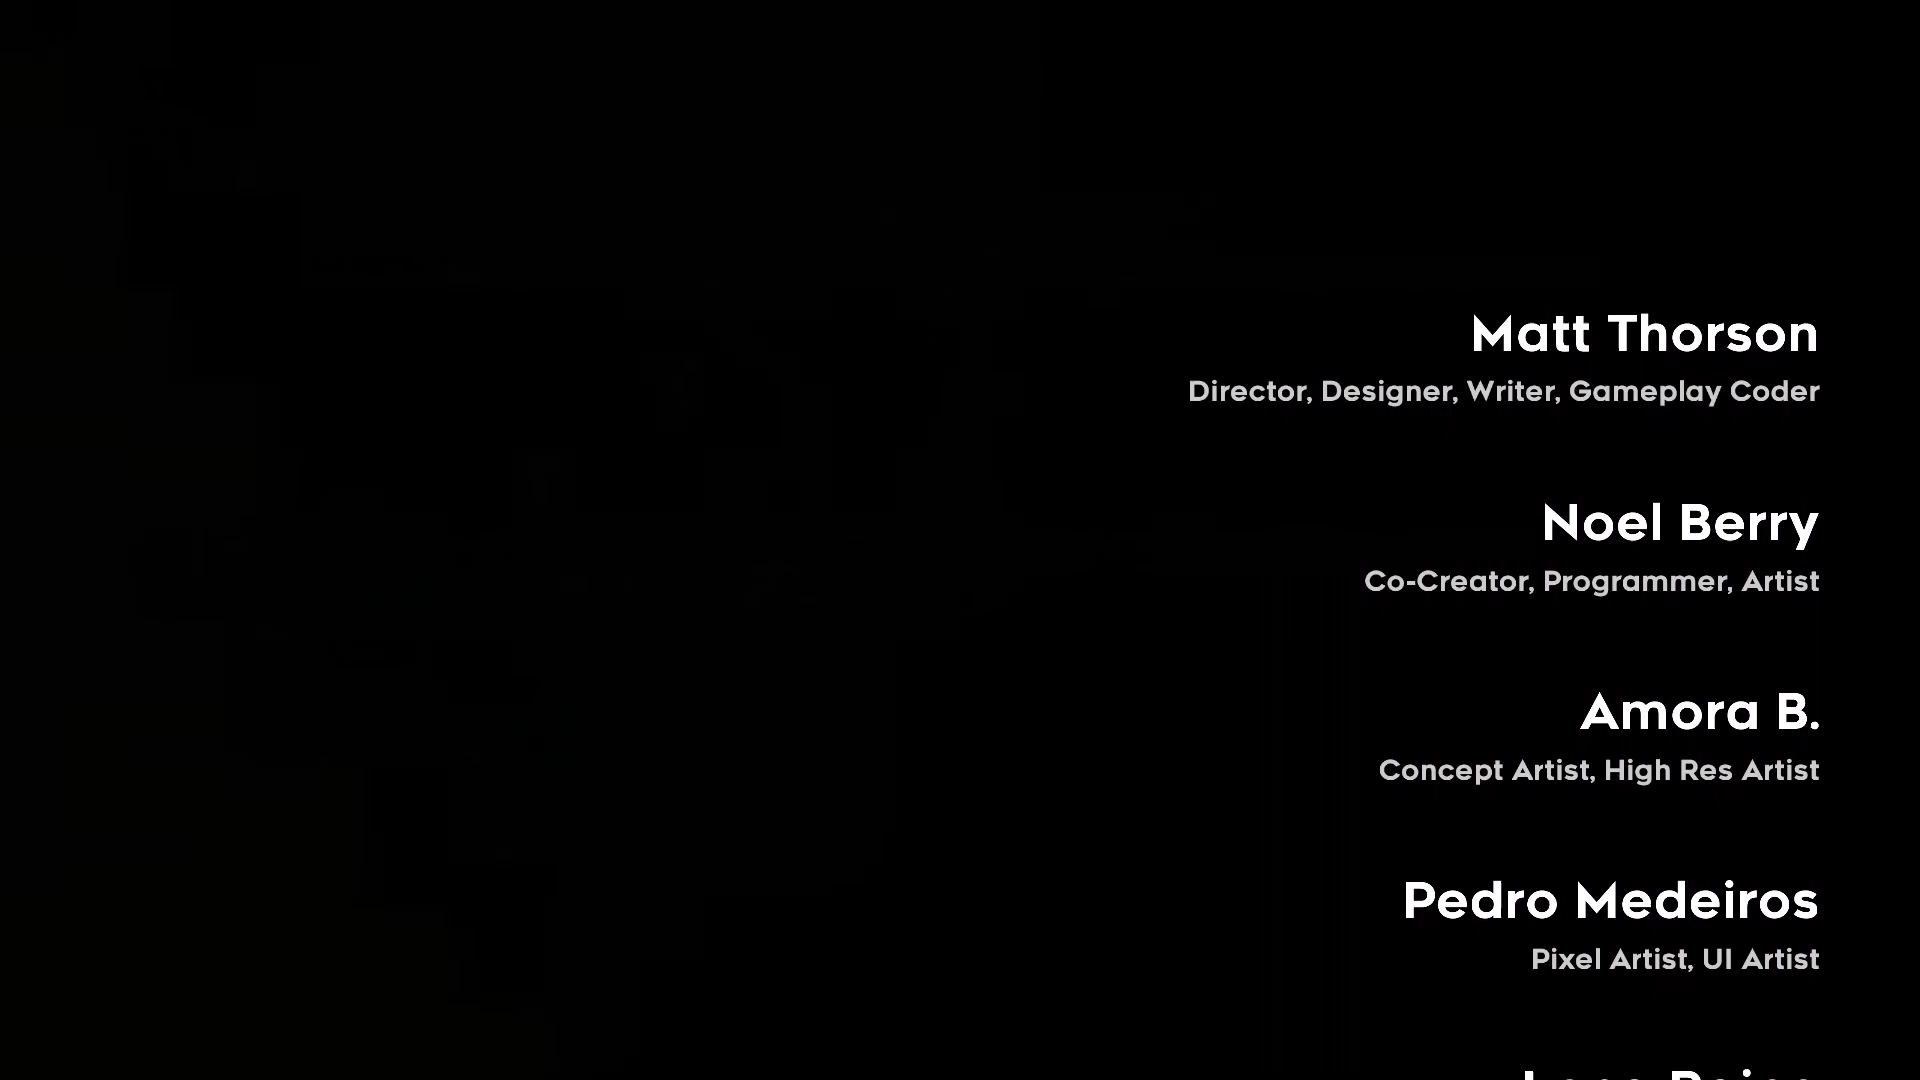 Matt Thorson
Director, Designer, Writer, Gameplay Coder
Noel Berry
Co-Creator, Programmer, Artist
Amora B.
Concept Artist, High Res Artist
Pedro Medeiros
Pixel Artist, UI Artist